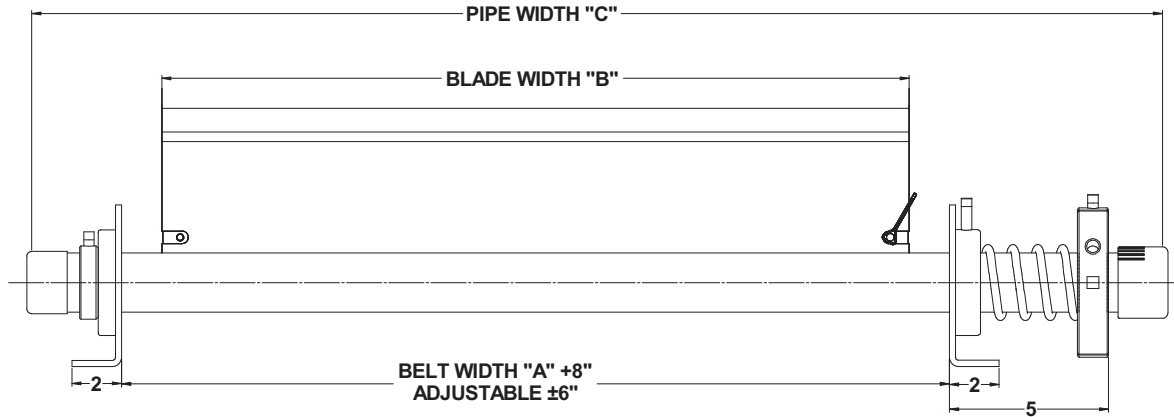 PIPE WIDTH "C"
BLADE WIDTH "B"
BELT WIDTH "A" +8"
ADJUSTABLE ±6"
2
2
5